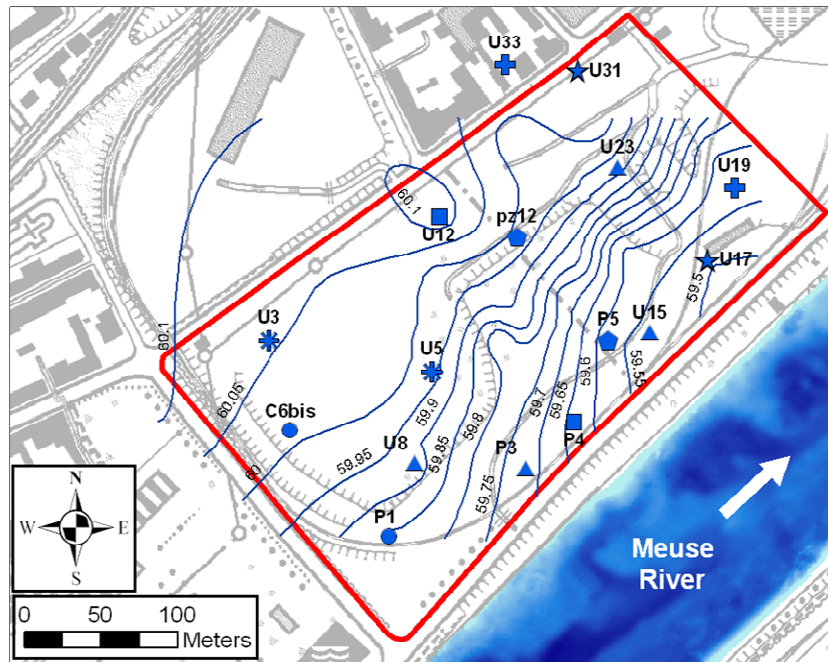 U33
U31
U23
U19
60.1
U12
pz12
U17
59.5
U3
U5
P5
U15
60.1
60.05
59.9
59.8
59.7
59.65
59.6
59.55
C6bis
U8
60
59.95
59.85
59.75
P3
P4
P1
N
W E
S
0 50 100
Meters
Meuse
River